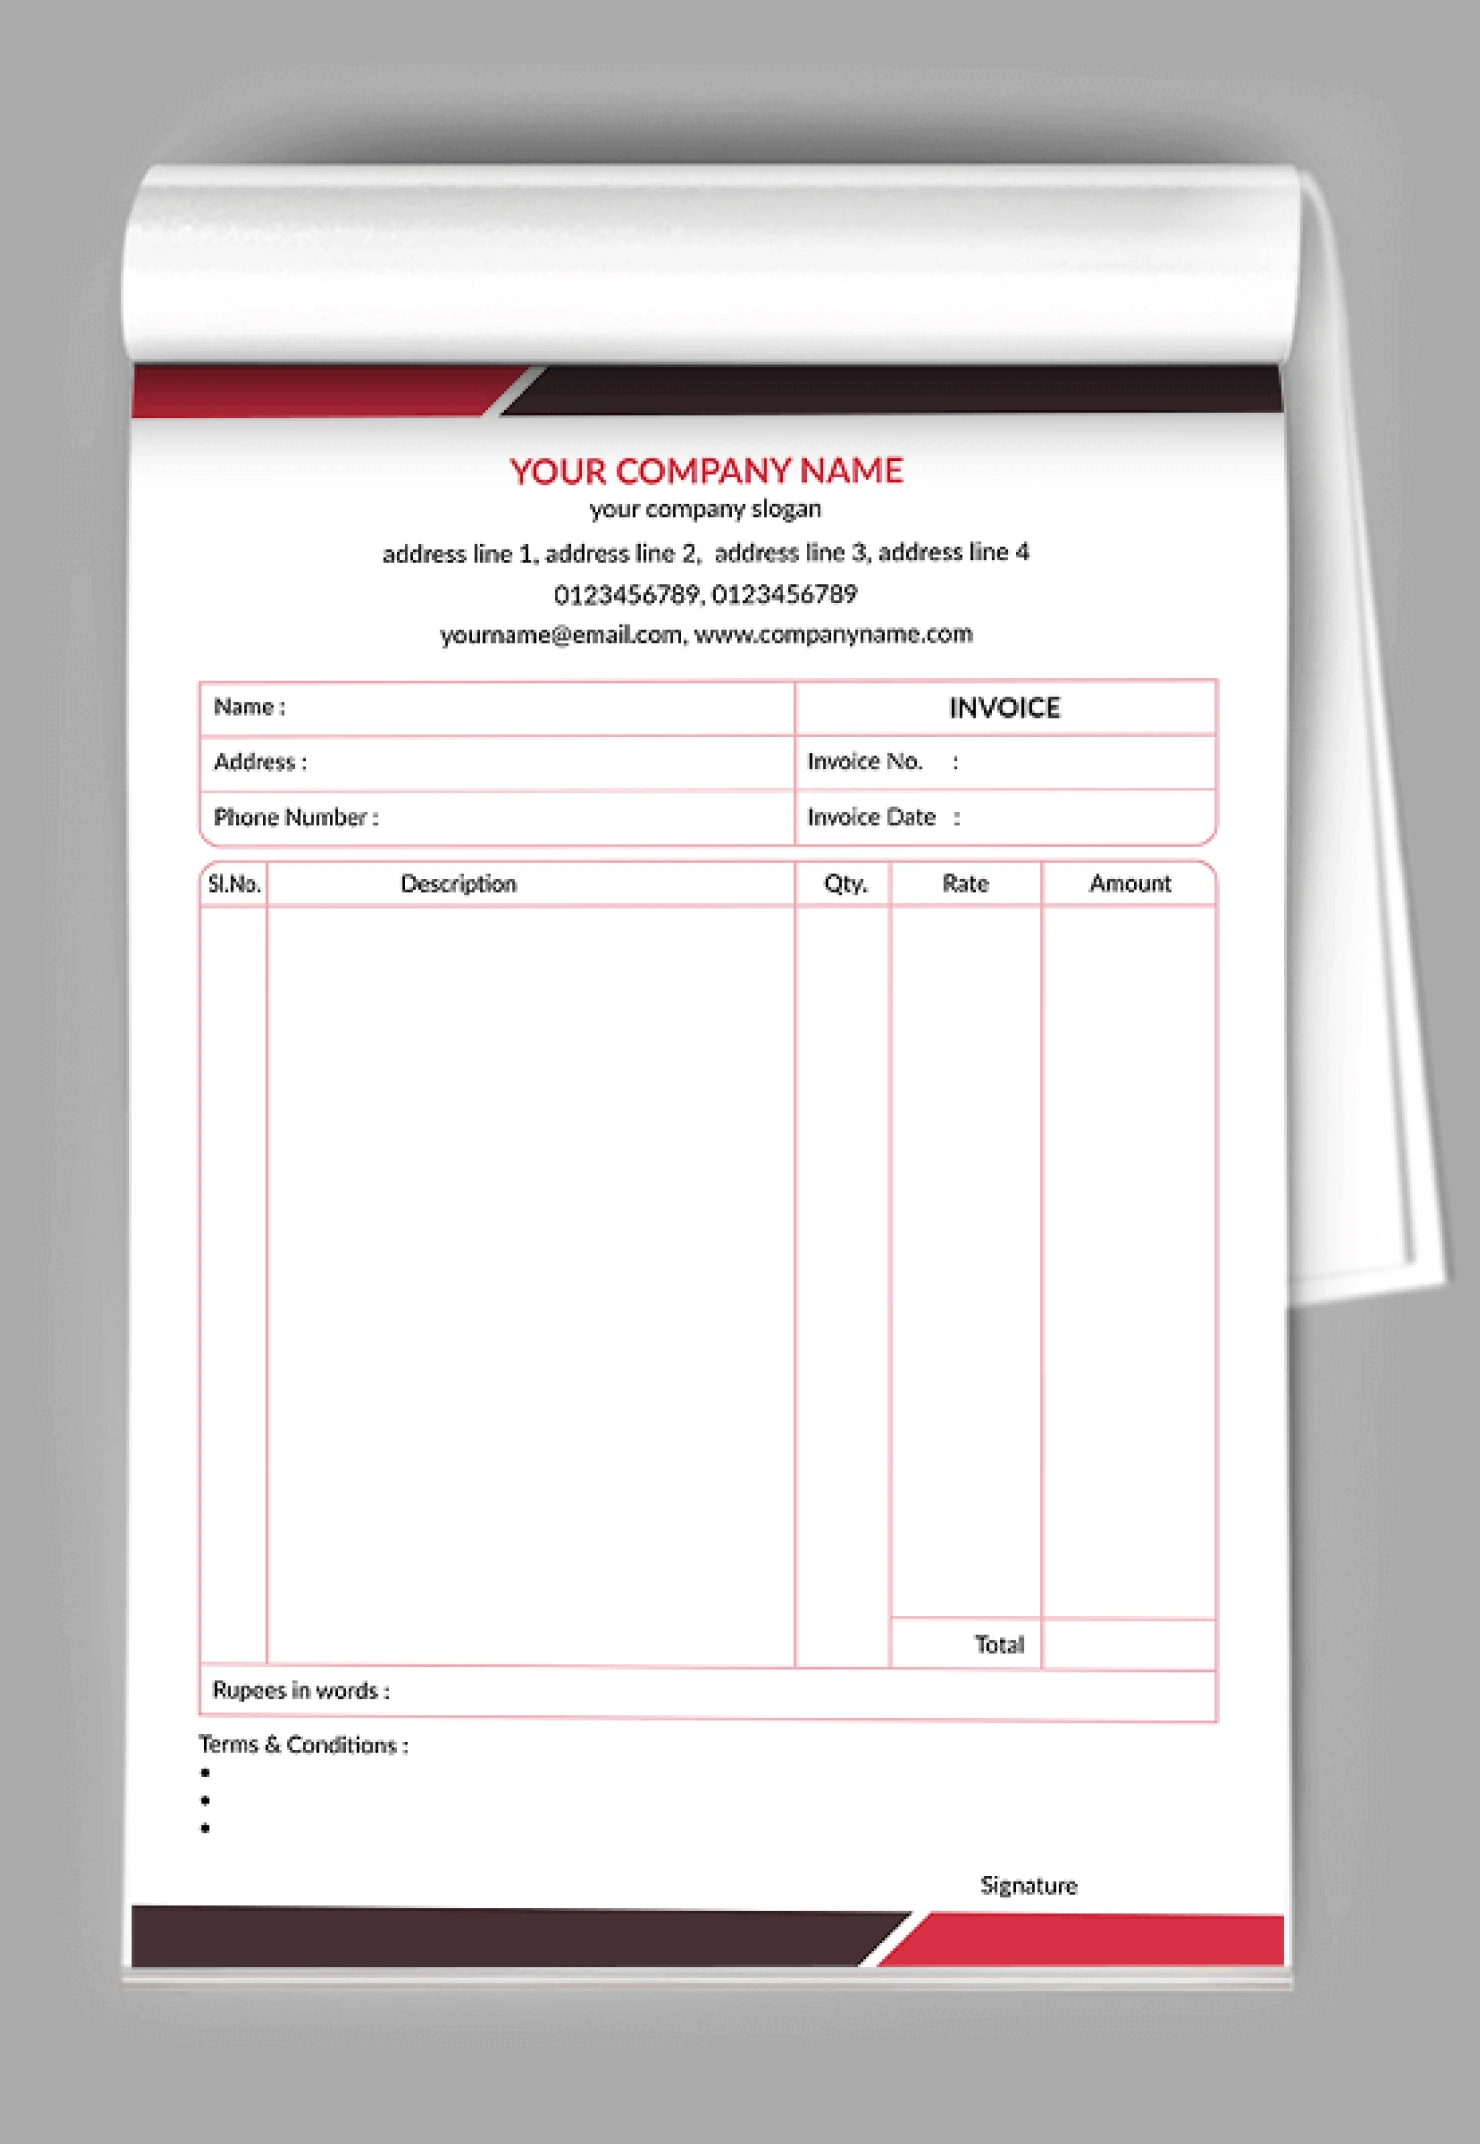 YOUR COMPANY NAME
your company slogan
address line 1, address line 2,  address line 3, address line 4
0123456789, 0123456789
yourname@email.com, www.companyname.com
Name :
INVOICE
Address :
Invoice No. :
Phone Number :
Invoice Date :
Sl.No. Description Qty. Rate Amount
Total
Rupees in words :
Terms & Conditions :
•
•
•
Signature